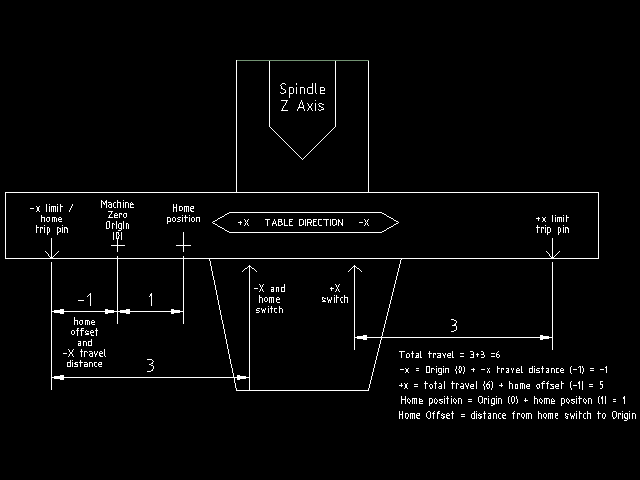 Spindle
Z Axis
-x limit /
home
trip pin
Machine
Zero
Origin
(0)
Home
position
+X TABLE DIRECTION -X
+x limit
trip pin
-X and
home
switch
+X
switch
-1
1
3
home
offset
and
-X travel
distance
3
Total travel = 3+3 =6
-x = Origin (0) + -x travel distance (-1) = -1
+x = total travel (6) + home offset (-1) = 5
Home position = Origin (0) + home positon (1) = 1
Home Offset = distance from home switch to Origin